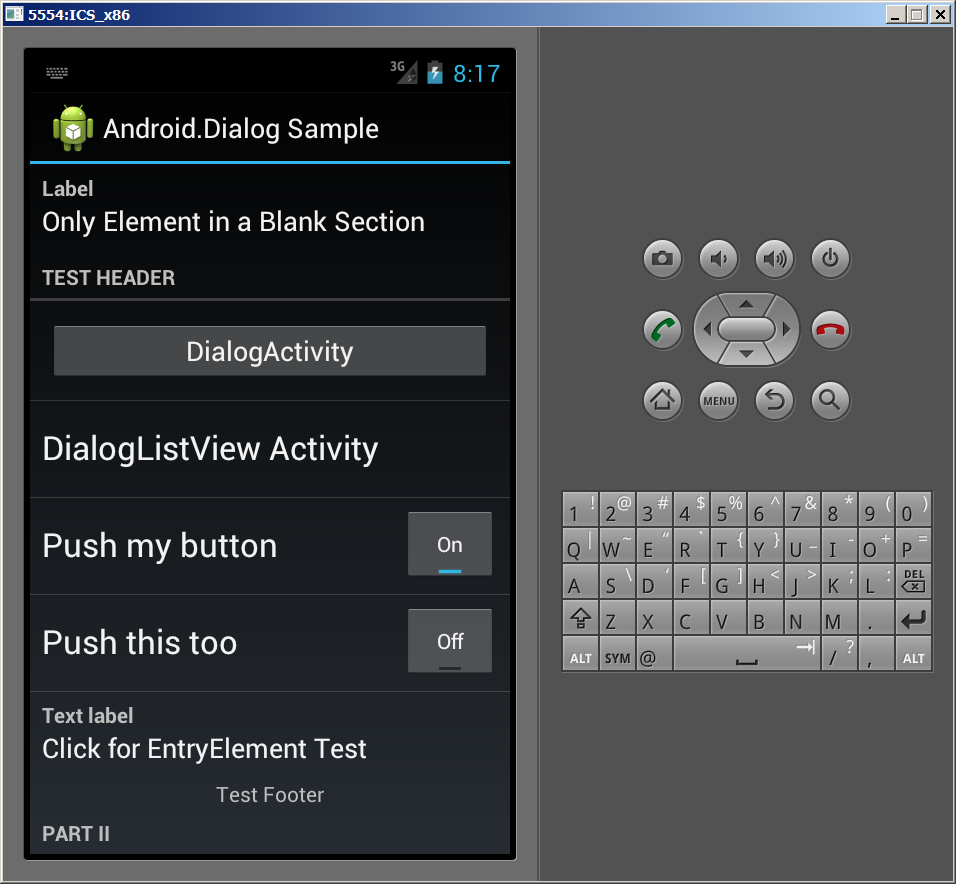 5554:ICS_x86
3G 8:17
Android.Dialog Sample
Label
Only Element in a Blank Section
TEST HEADER
DialogActivity
DialogListView Activity
Push my button On
Push this too Off
Text label
Click for EntryElement Test
Test Footer
PART II
MENU
1 ! 2 @ 3 # 4 $ 5 % 6 ^ 7 & 8 * 9 ( 0 )
Q | W ~ E “ R ` T { Y } U _ I - O + P =
A S \ D ‘ F [ G ] H < J > K ; L : DEL
Z X C V B N M .
ALT SYM @ / ? , ALT